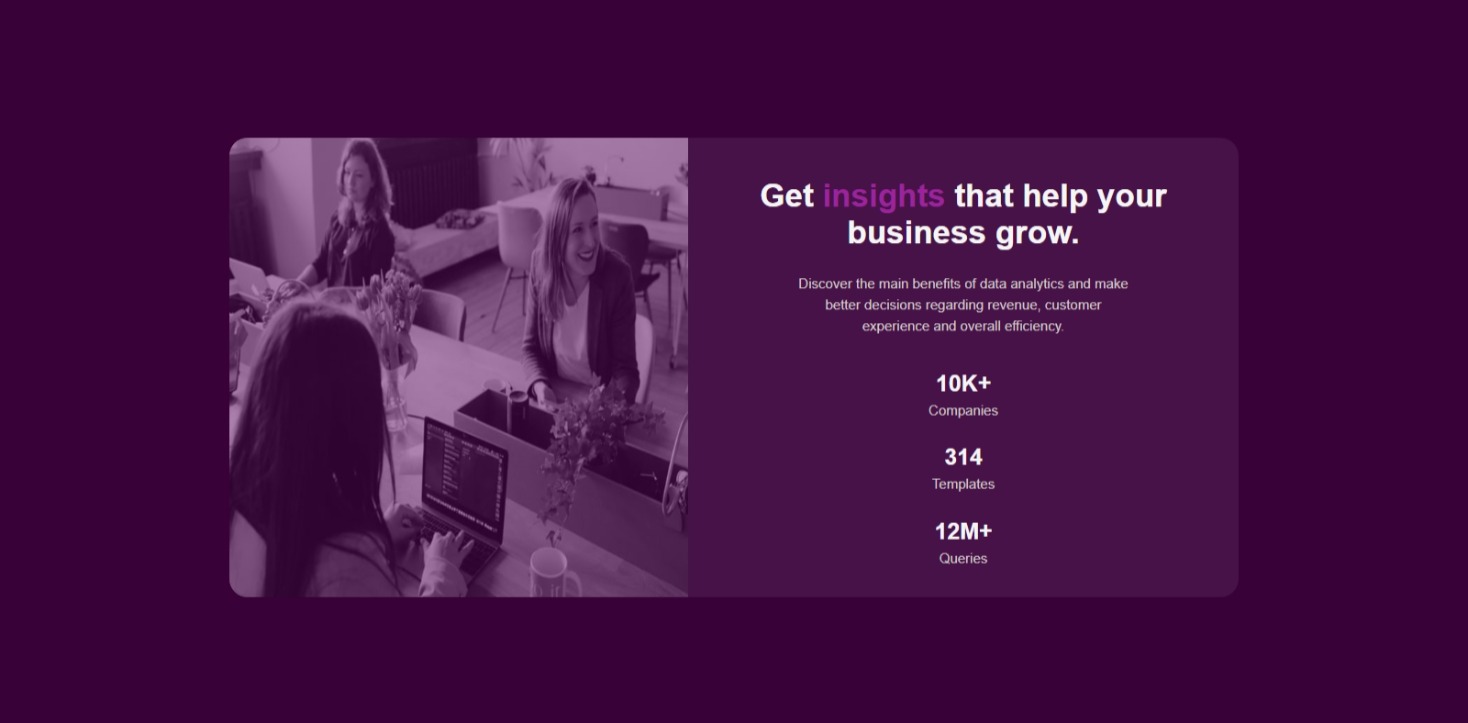 Get insights that help your
business grow.
Discover the main benefits of data analytics and make
better decisions regarding revenue, customer
experience and overall efficiency.
10K+
Companies
314
Templates
12M+
Queries